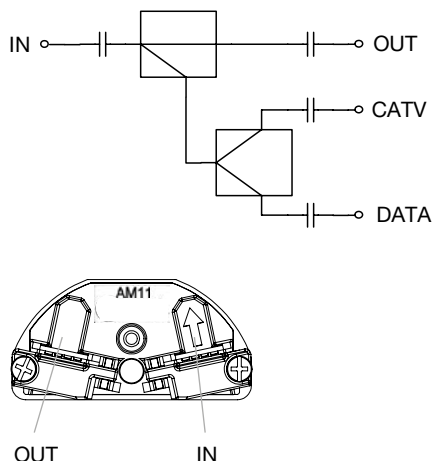 IN
OUT
CATV
DATA
AM11
OUT
IN